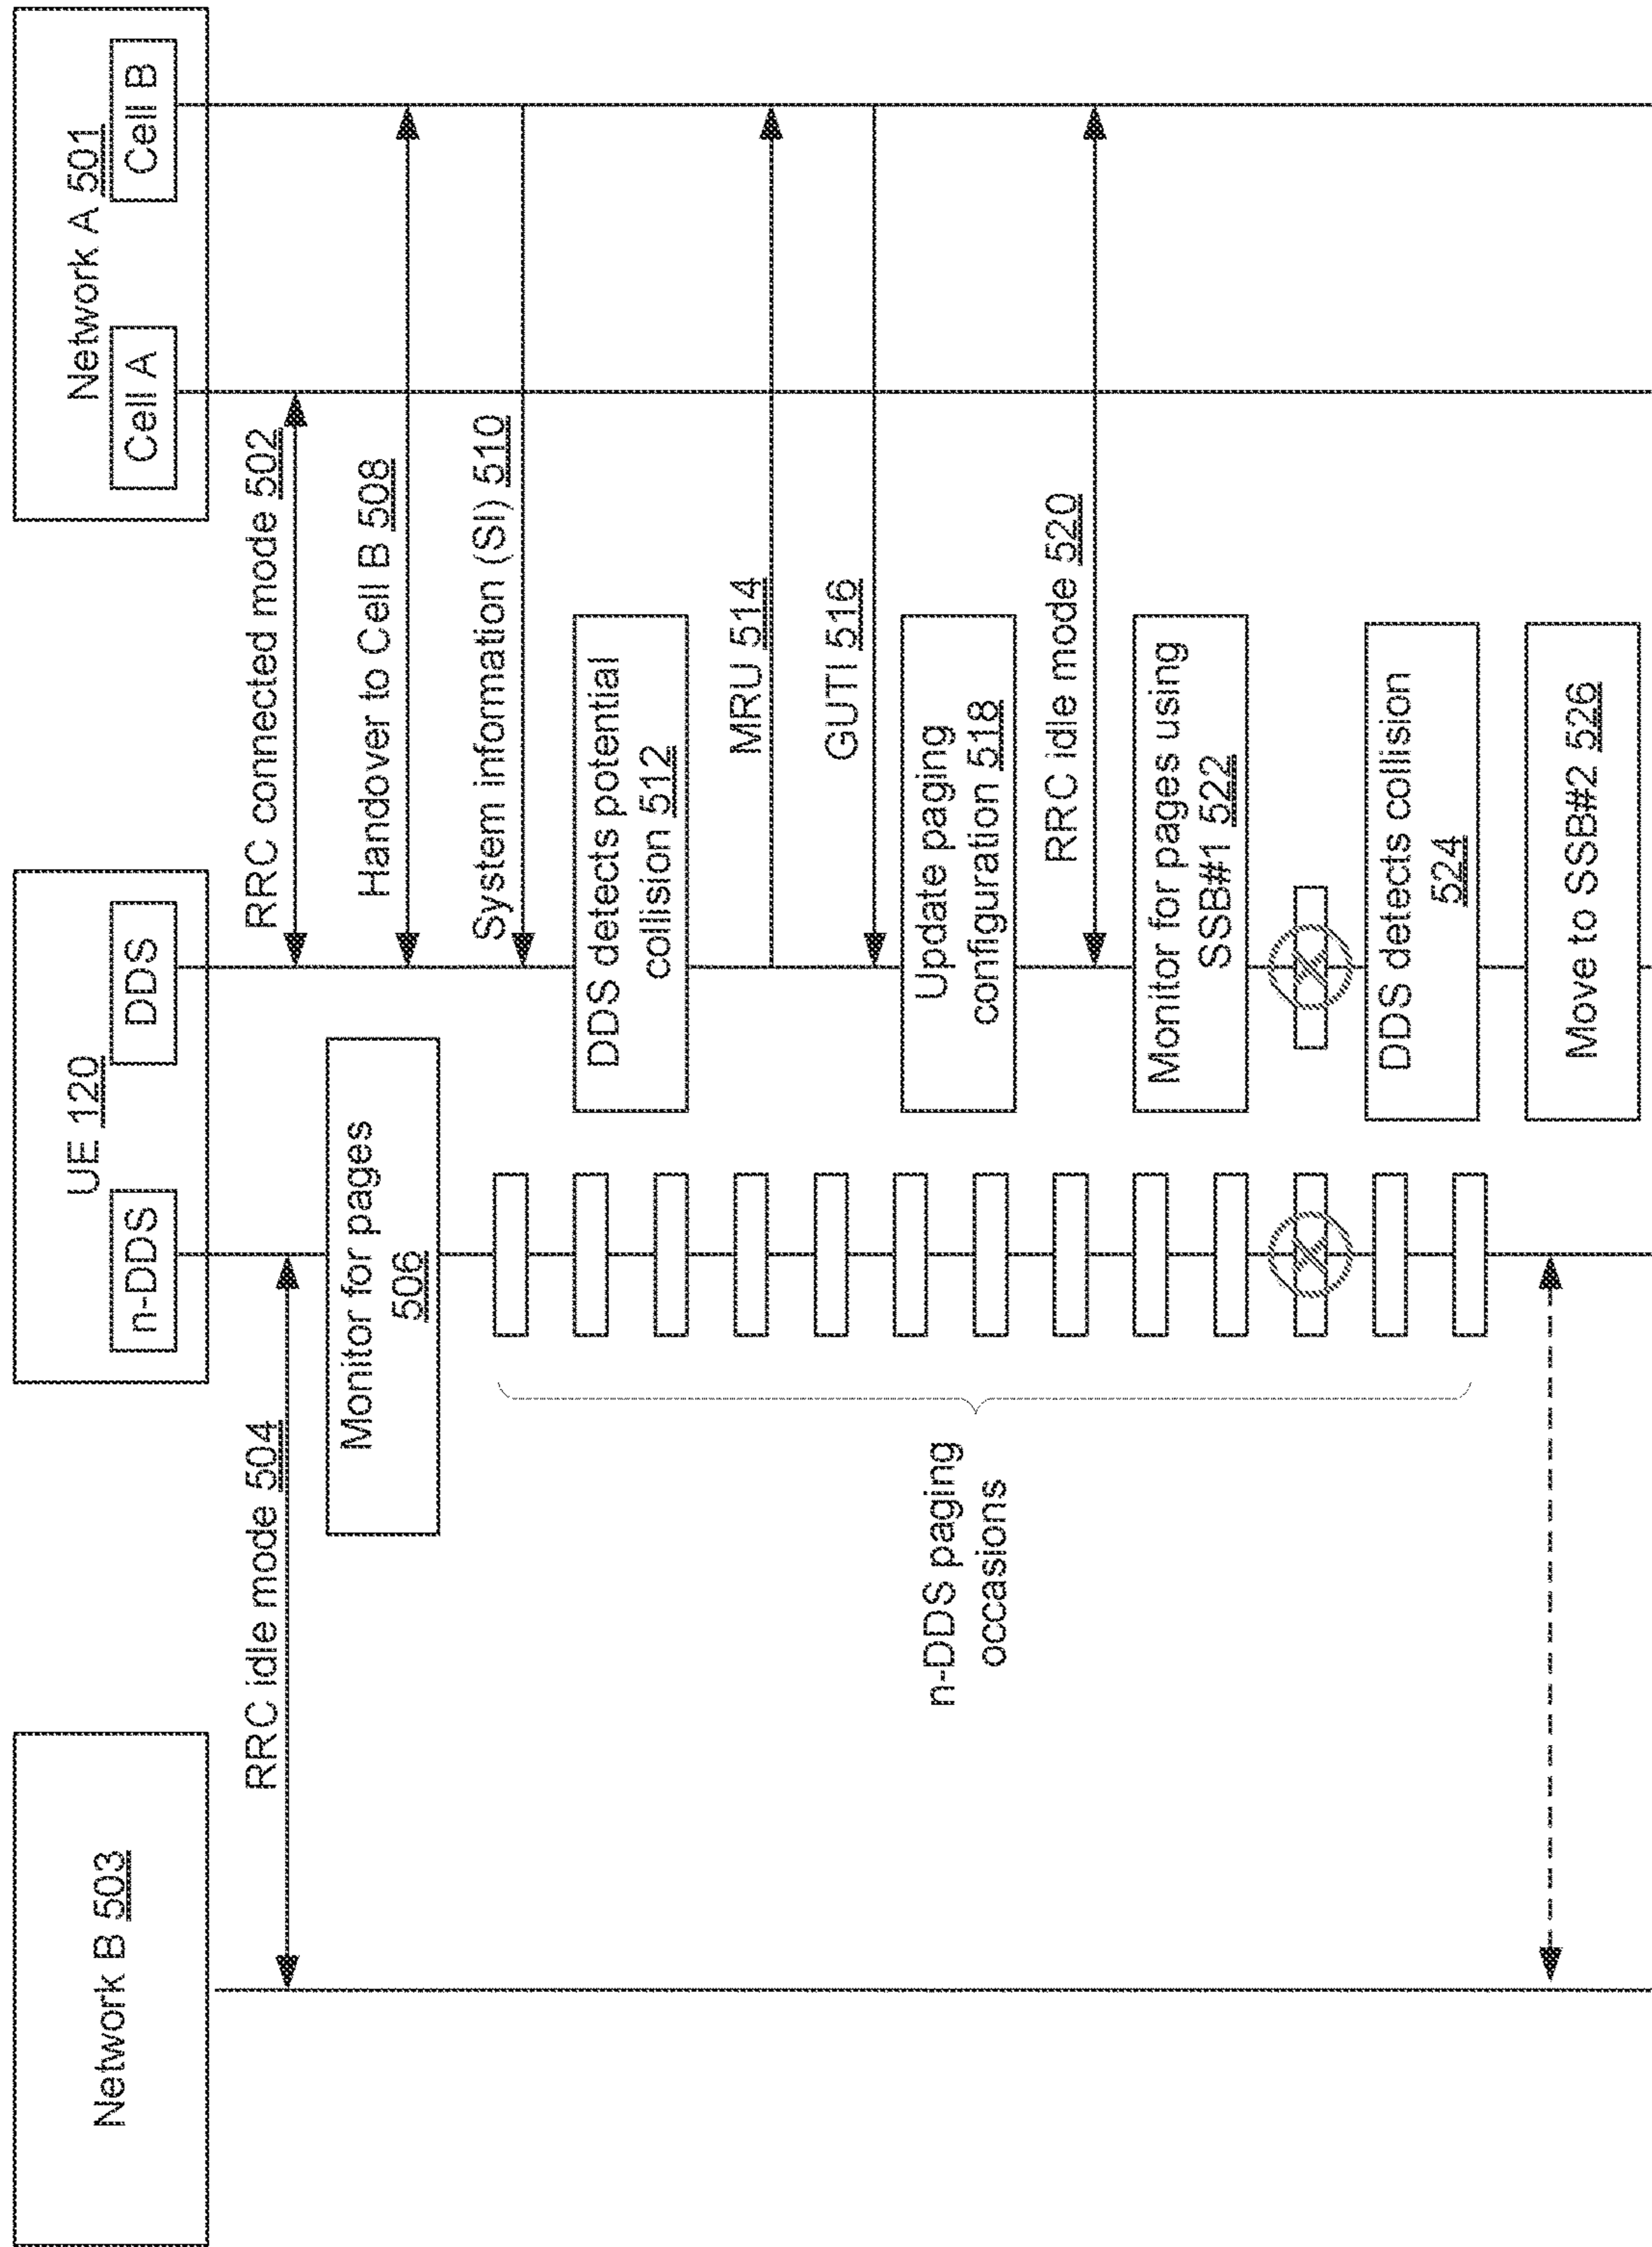 Network B 503
UE 120
n-DDS
DDS
Network A 501
Cell A
Cell B
RRC idle mode 504
RRC connected mode 502
Monitor for pages
506
Handover to Cell B 508
System information (SI) 510
DDS detects potential
collision 512
MRU 514
GUTI 516
n-DDS paging
occasions
Update paging
configuration 518
RRC idle mode 520
Monitor for pages using
SSB#1 522
DDS detects collision
524
Move to SSB#2 526